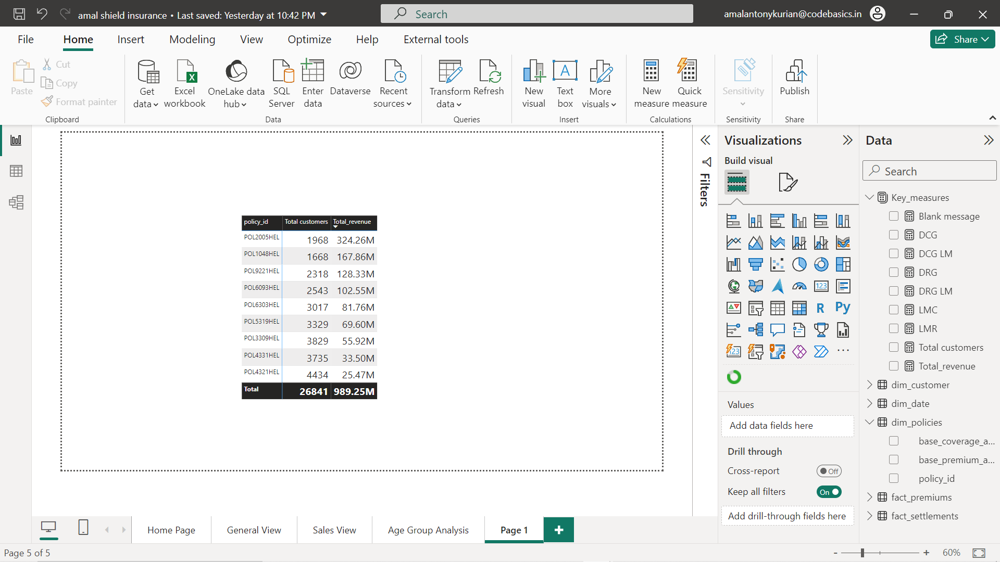 amal shield insurance • Last saved: Yesterday at 10:42 PM
Search
amalantonykurian@codebasics.in
File
Home
Insert
Modeling
View
Optimize
Help
External tools
Share
Paste
Cut
Copy
Format painter
Clipboard
Get
data
Excel
workbook
OneLake data
hub
SQL
Server
Enter
data
Dataverse
Recent
sources
Data
Transform
data
Refresh
Queries
New
visual
Text
box
More
visuals
Insert
New
measure
Quick
measure
Calculations
Sensitivity
Sensitivity
Publish
Share
policy_id Total customers Total_revenue
POL2005HEL 1968 324.26M
POL1048HEL 1668 167.86M
POL9221HEL 2318 128.33M
POL6093HEL 2543 102.55M
POL6303HEL 3017 81.76M
POL5319HEL 3329 69.60M
POL3309HEL 3829 55.92M
POL4331HEL 3735 33.50M
POL4321HEL 4434 25.47M
Total 26841 989.25M
Filters
Visualizations
Build visual
123
R
Py
123
Values
Add data fields here
Drill through
Cross-report
Off
Keep all filters
On
Add drill-through fields here
Data
Search
Key_measures
Blank message
DCG
DCG LM
DRG
DRG LM
LMC
LMR
Total customers
Total_revenue
dim_customer
dim_date
dim_policies
base_coverage_a...
base_premium_a...
policy_id
fact_premiums
fact_settlements
Home Page
General View
Sales View
Age Group Analysis
Page 1
Page 5 of 5
- + 60%